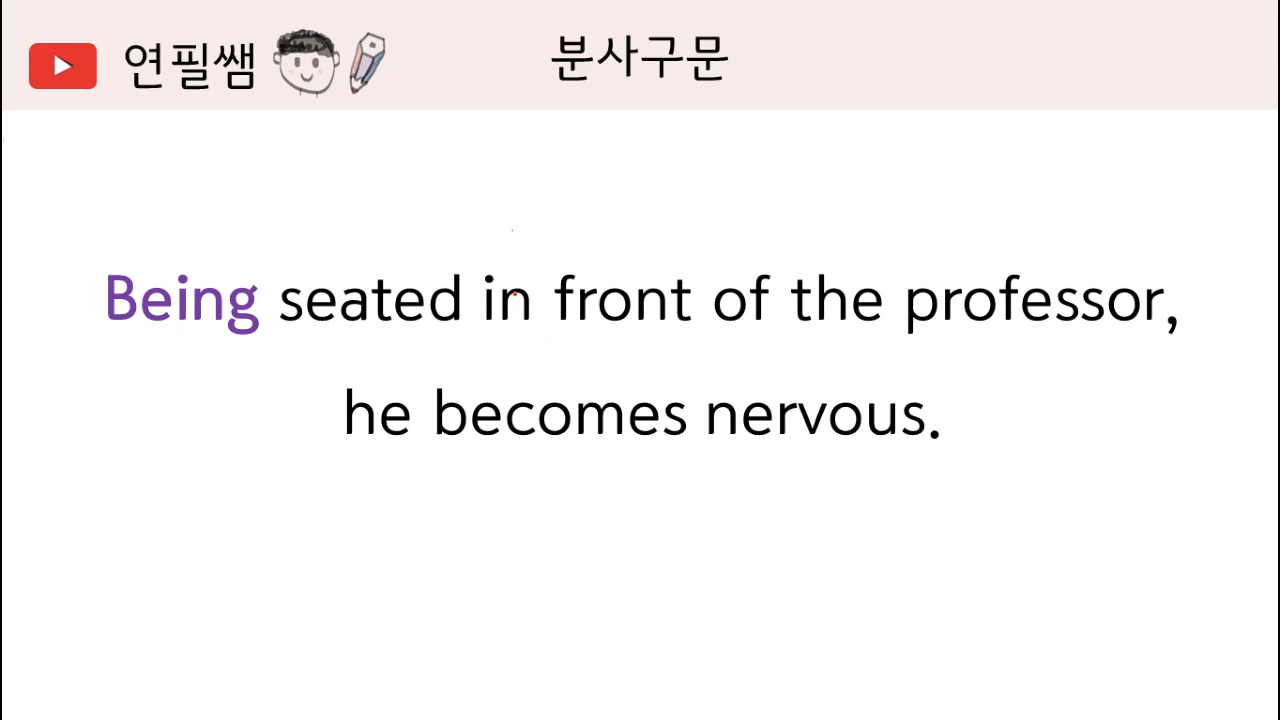 연필쌤
분사구문
Being seated in front of the professor,
he becomes nervous.